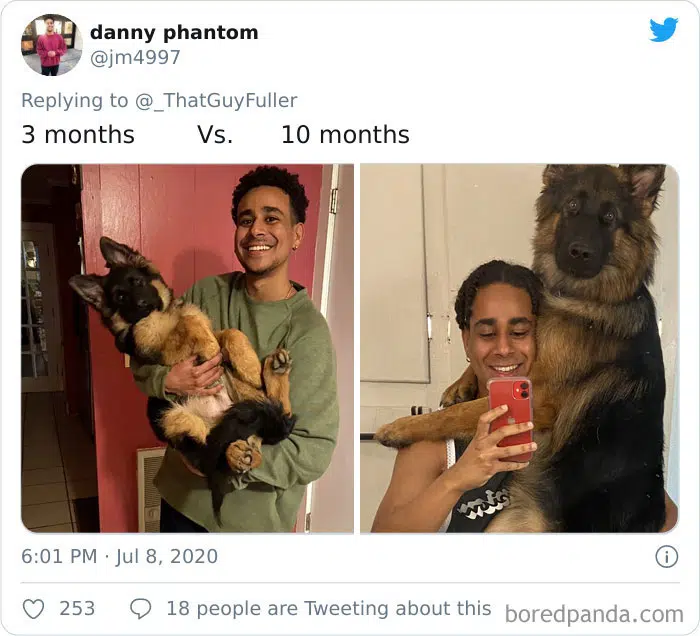 danny phantom
@jm4997
Replying to @_ThatGuyFuller
3 months Vs. 10 months
6:01 PM · Jul 8, 2020
253 18 people are Tweeting about this
boredpanda.com